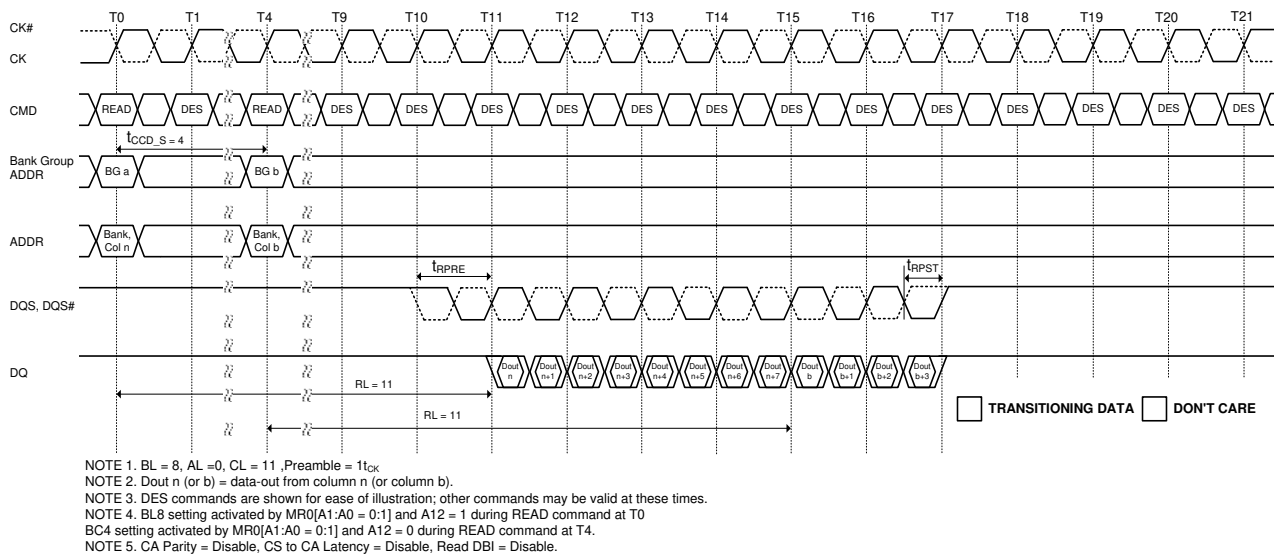 T0 T1 T4 T9 T10 T11 T12 T13 T14 T15 T16 T17 T18 T19 T20 T21
CK#
CK
CMD READ DES READ DES DES DES DES DES DES DES DES DES DES DES DES DES
tCCD_S = 4
Bank Group
ADDR
BG a BG b
ADDR
Bank,
Col n
Bank,
Col b
tRPRE tRPST
DQS, DQS#
DQ
Dout
n
Dout
n+1
Dout
n+2
Dout
n+3
Dout
n+4
Dout
n+5
Dout
n+6
Dout
n+7
Dout
b
Dout
b+1
Dout
b+2
Dout
b+3
RL = 11
RL = 11
TRANSITIONING DATA DON'T CARE
NOTE 1. BL = 8, AL =0, CL = 11 ,Preamble = 1tCK
NOTE 2. Dout n (or b) = data-out from column n (or column b).
NOTE 3. DES commands are shown for ease of illustration; other commands may be valid at these times.
NOTE 4. BL8 setting activated by MR0[A1:A0 = 0:1] and A12 = 1 during READ command at T0
BC4 setting activated by MR0[A1:A0 = 0:1] and A12 = 0 during READ command at T4.
NOTE 5. CA Parity = Disable, CS to CA Latency = Disable, Read DBI = Disable.